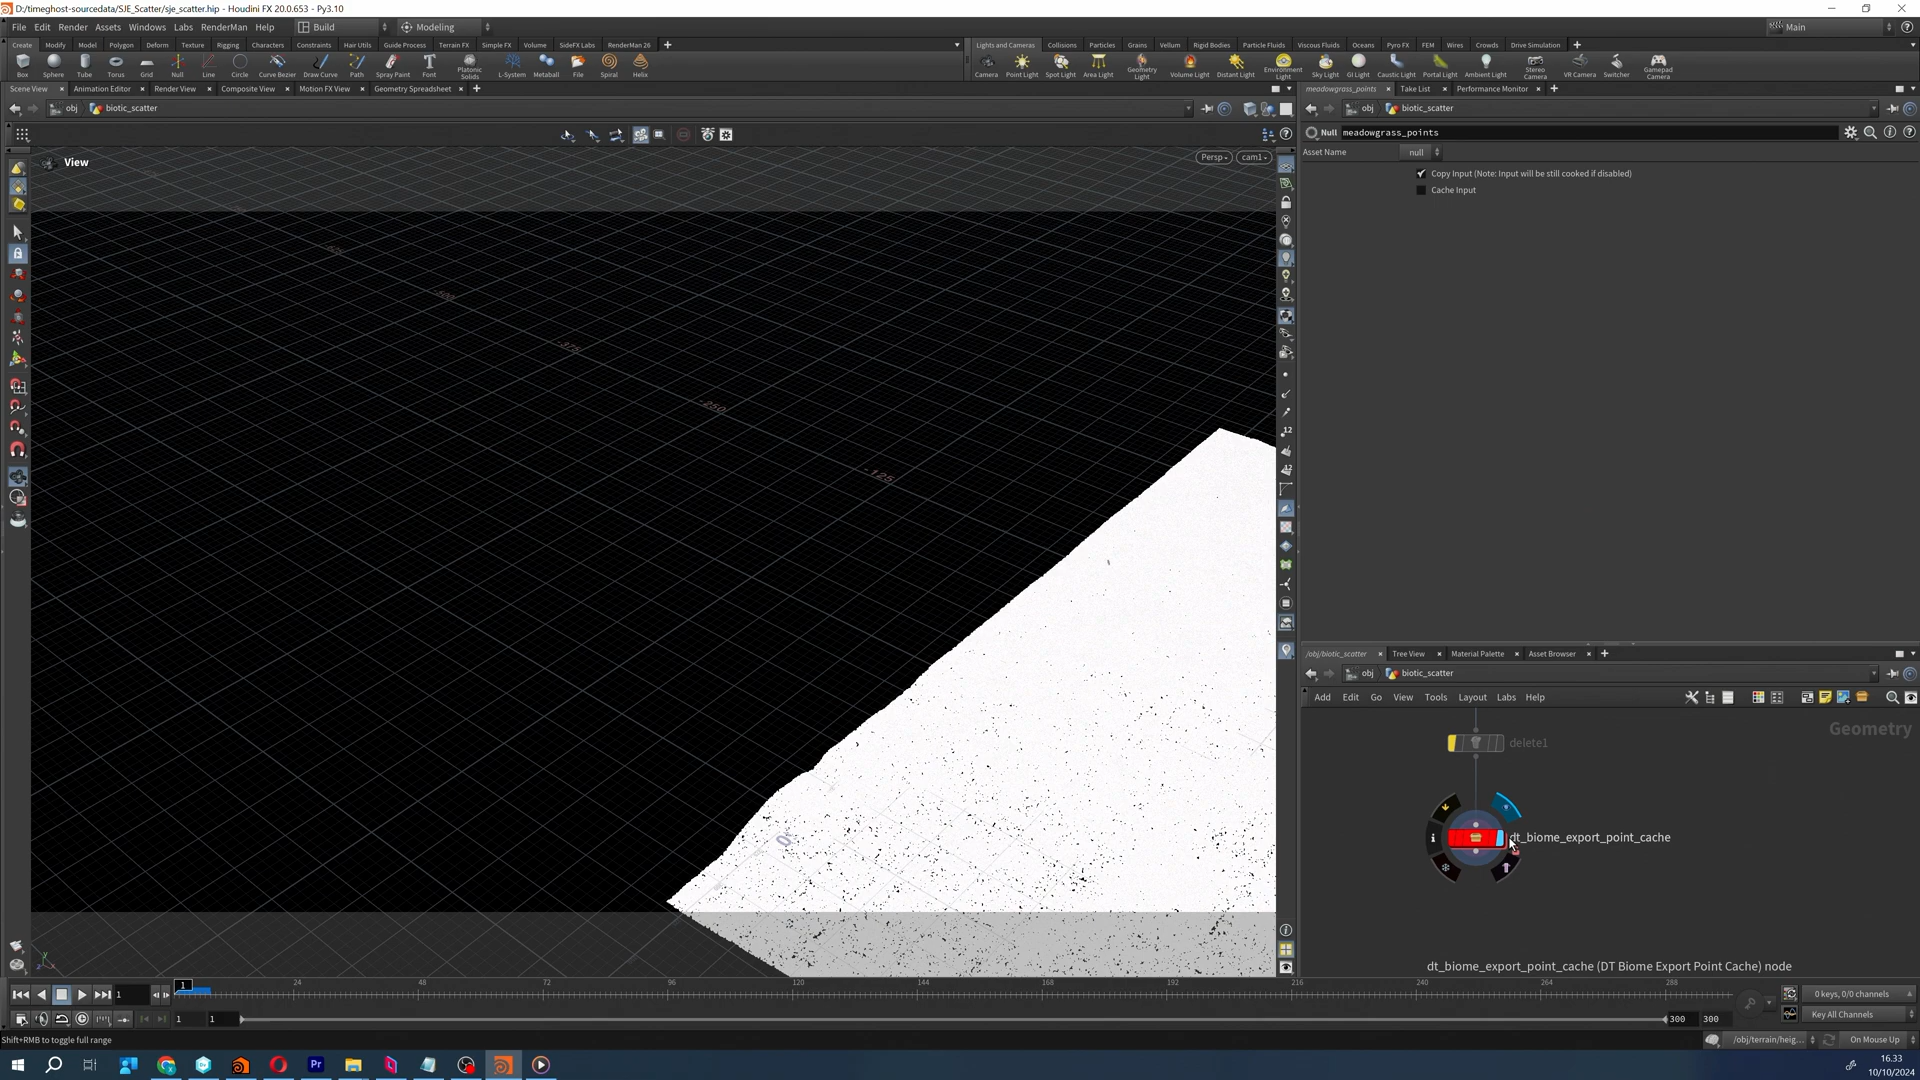 D:/timeghost-sourcedata/SJE_Scatter/sje_scatter.hip - Houdini FX 20.0.653 - Py3.10
File Edit Render Assets Windows Labs RenderMan Help Build Modeling Main
Create Modify Model Polygon Deform Texture Rigging Characters Constraints Hair Utils Guide Process Terrain FX Simple FX Volume SideFX Labs RenderMan 26
Lights and Cameras Collisions Particles Grains Vellum Rigid Bodies Particle Fluids Viscous Fluids Oceans Pyro FX FEM Wires Crowds Drive Simulation
Box Sphere Tube Torus Grid Null Line Circle Curve Bezier Draw Curve Path Spray Paint Font Platonic Solids L-System Metaball File Spiral Helix
Camera Point Light Spot Light Area Light Geometry Light Volume Light Distant Light Environment Light Sky Light GI Light Caustic Light Portal Light Ambient Light Stereo Camera VR Camera Switcher Gamepad Camera
Scene View Animation Editor Render View Composite View Motion FX View Geometry Spreadsheet
meadowgrass_points Take List Performance Monitor
obj biotic_scatter
obj biotic_scatter
Null meadowgrass_points
Asset Name null
View
Persp cam1
Copy Input (Note: Input will be still cooked if disabled)
Cache Input
-625
-500
-375
-250
-125
0
/obj/biotic_scatter Tree View Material Palette Asset Browser
obj biotic_scatter
Add Edit Go View Tools Layout Labs Help
Geometry
delete1
dt_biome_export_point_cache
dt_biome_export_point_cache (DT Biome Export Point Cache) node
1 1 24 48 72 96 120 144 168 192 216 240 264 288
0 keys, 0/0 channels
1 1 300 300 Key All Channels
Shift+RMB to toggle full range
/obj/terrain/heig... On Mouse Up
16.33
10/10/2024